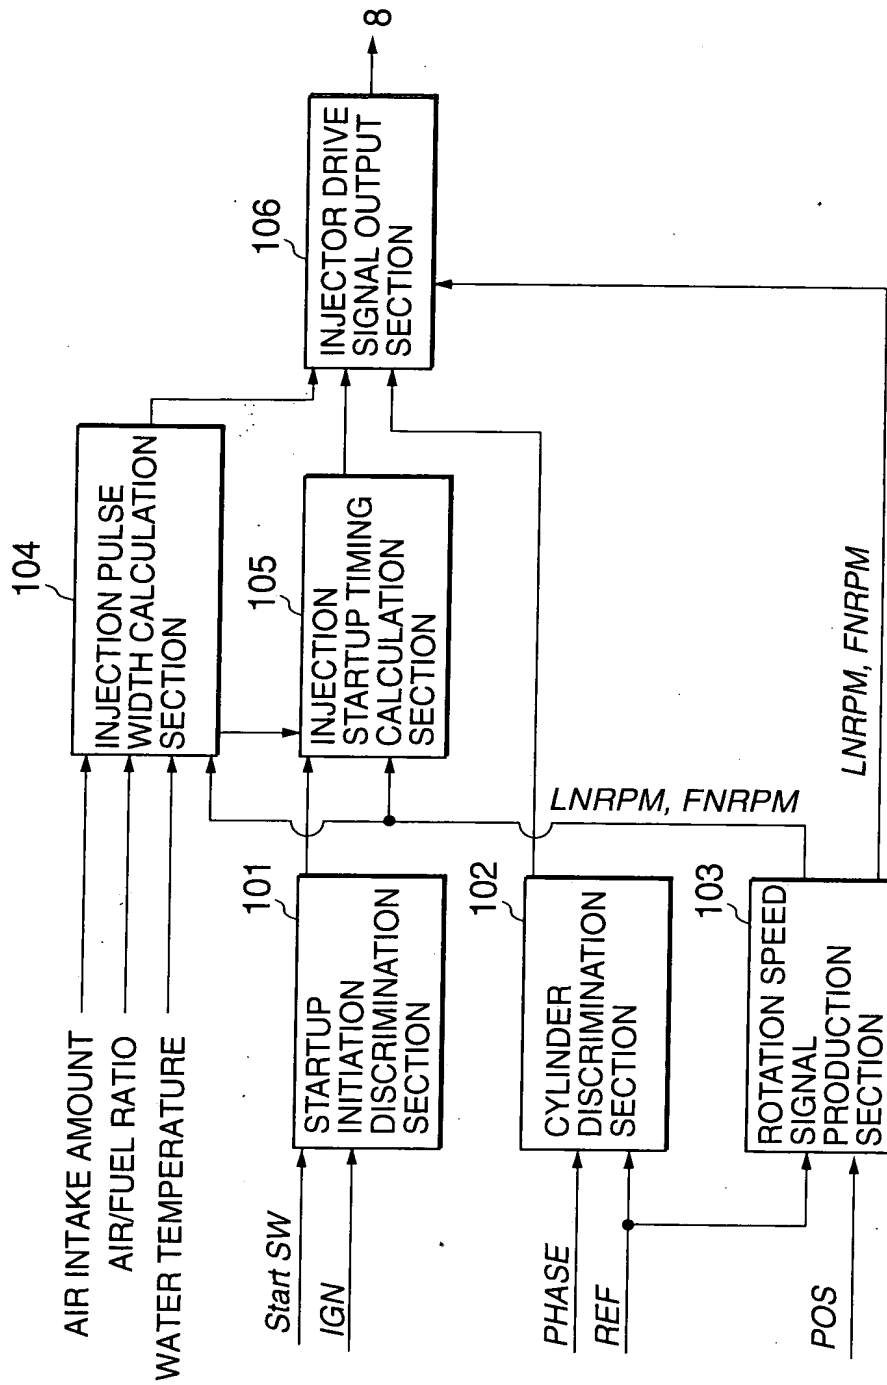 AIR INTAKE AMOUNT
AIR/FUEL RATIO
WATER TEMPERATURE
104
INJECTION PULSE
WIDTH CALCULATION
SECTION
Start SW
IGN
101
STARTUP
INITIATION
DISCRIMINATION
SECTION
105
INJECTION
STARTUP TIMING
CALCULATION
SECTION
106
INJECTOR DRIVE
SIGNAL OUTPUT
SECTION
8
PHASE
REF
102
CYLINDER
DISCRIMINATION
SECTION
LNRPM, FNRPM
POS
103
ROTATION SPEED
SIGNAL
PRODUCTION
SECTION
LNRPM, FNRPM